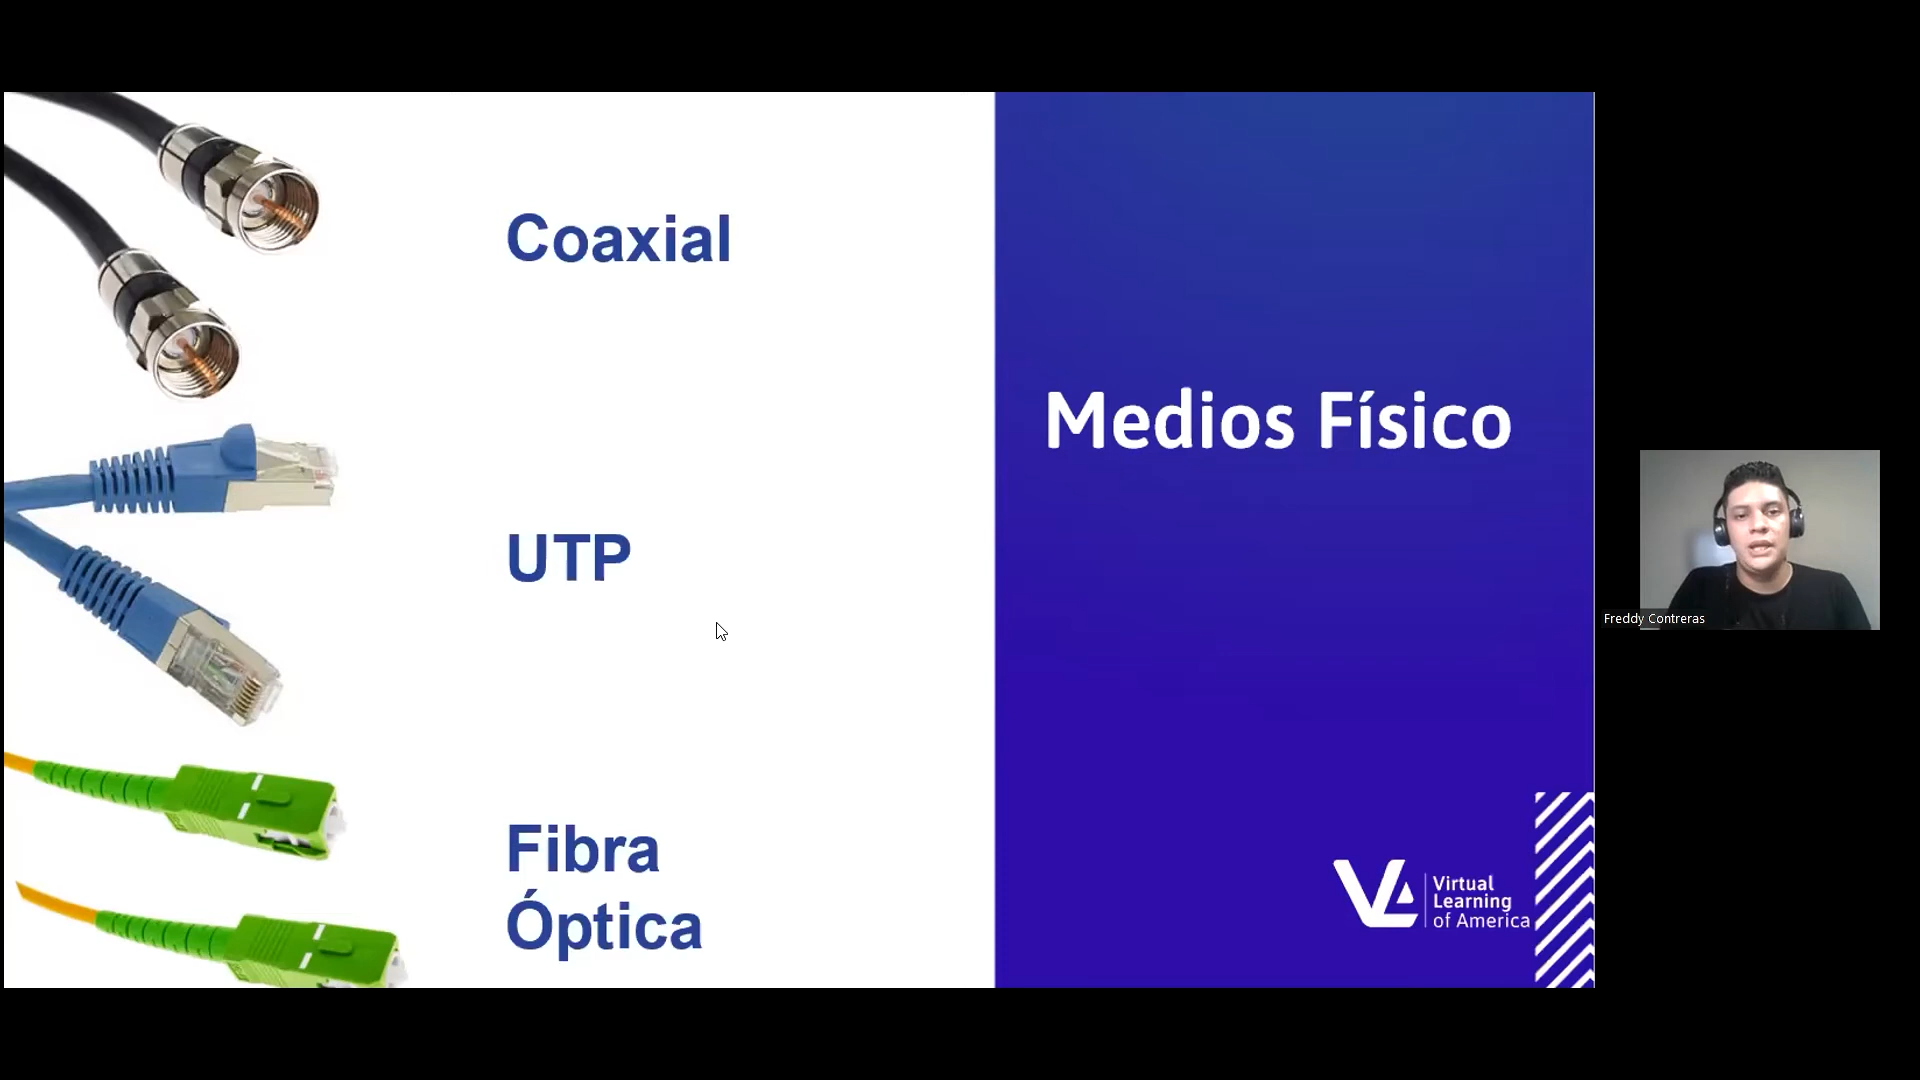 Coaxial
UTP
Fibra
Óptica
Medios Físico
Virtual
Learning
of America
Freddy Contreras